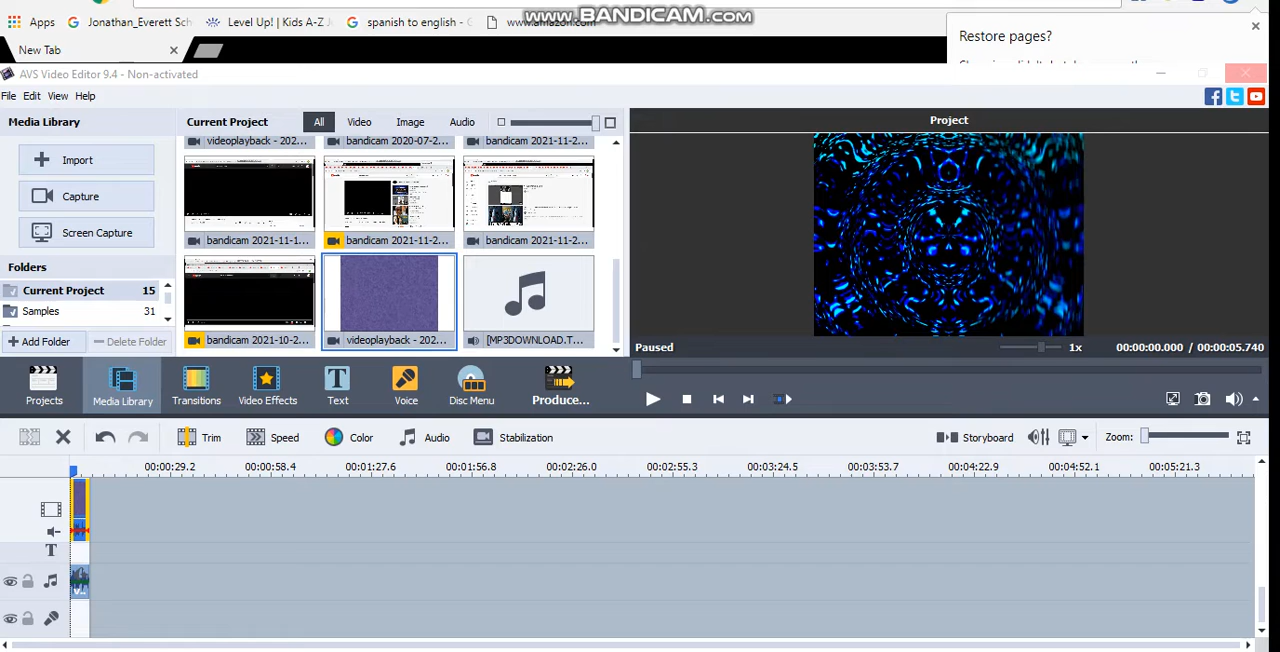 www.BANDICAM.com
Apps Jonathan_Everett Sch Level Up! | Kids A-Z spanish to english - www.amazon.com
Restore pages?
New Tab
AVS Video Editor 9.4 - Non-activated
File Edit View Help
Media Library
Current Project All Video Image Audio
Project
videoplayback - 202... bandicam 2020-07-2... bandicam 2021-11-2...
Import
Capture
Screen Capture
bandicam 2021-11-1... bandicam 2021-11-2... bandicam 2021-11-2...
Folders
Current Project 15
Samples 31
+ Add Folder − Delete Folder
bandicam 2021-10-2... videoplayback - 202... [MP3DOWNLOAD.T...
Paused 1x 00:00:00.000 / 00:00:05.740
Projects Media Library Transitions Video Effects Text Voice Disc Menu Produce...
Trim Speed Color Audio Stabilization Storyboard Zoom:
00:00:29.2 00:00:58.4 00:01:27.6 00:01:56.8 00:02:26.0 00:02:55.3 00:03:24.5 00:03:53.7 00:04:22.9 00:04:52.1 00:05:21.3
T